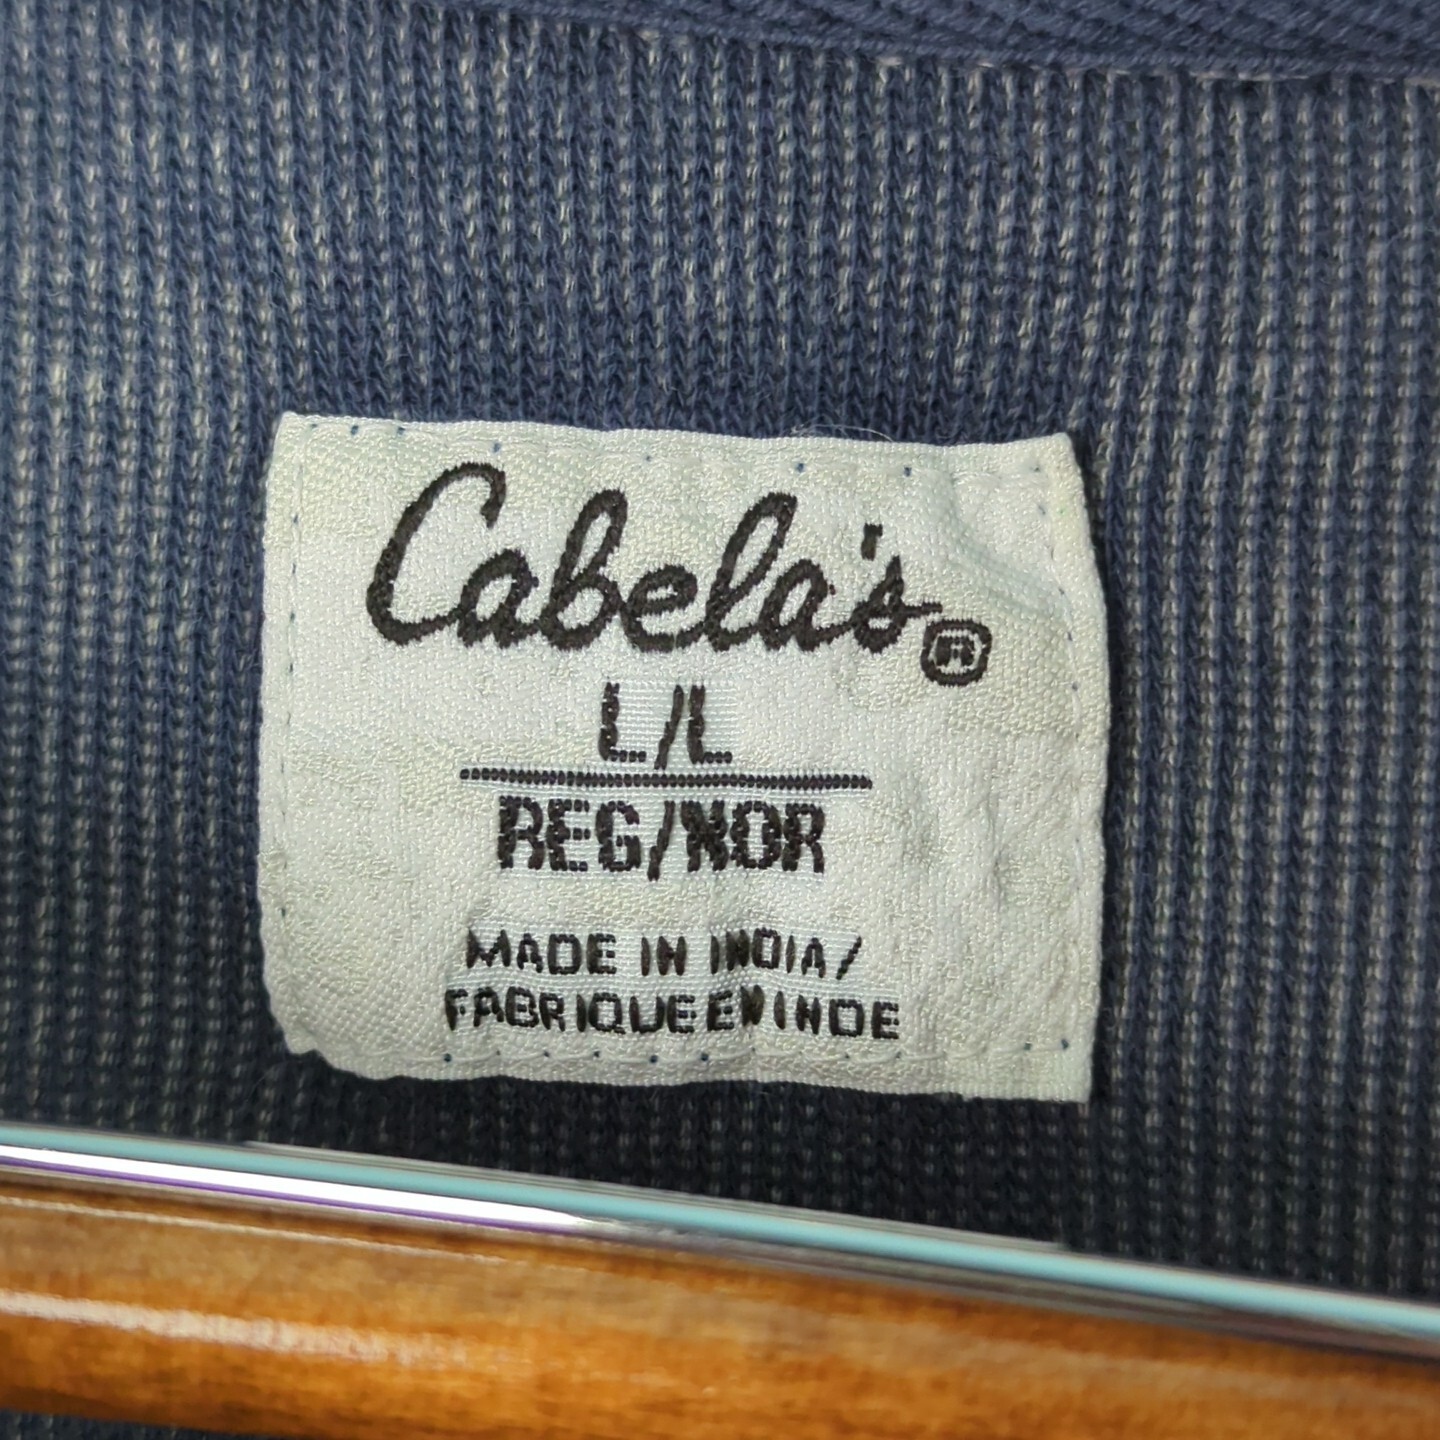 Cabela's®
L/L
REG/NOR
MADE IN INDIA/
FABRIQUE EN INDE